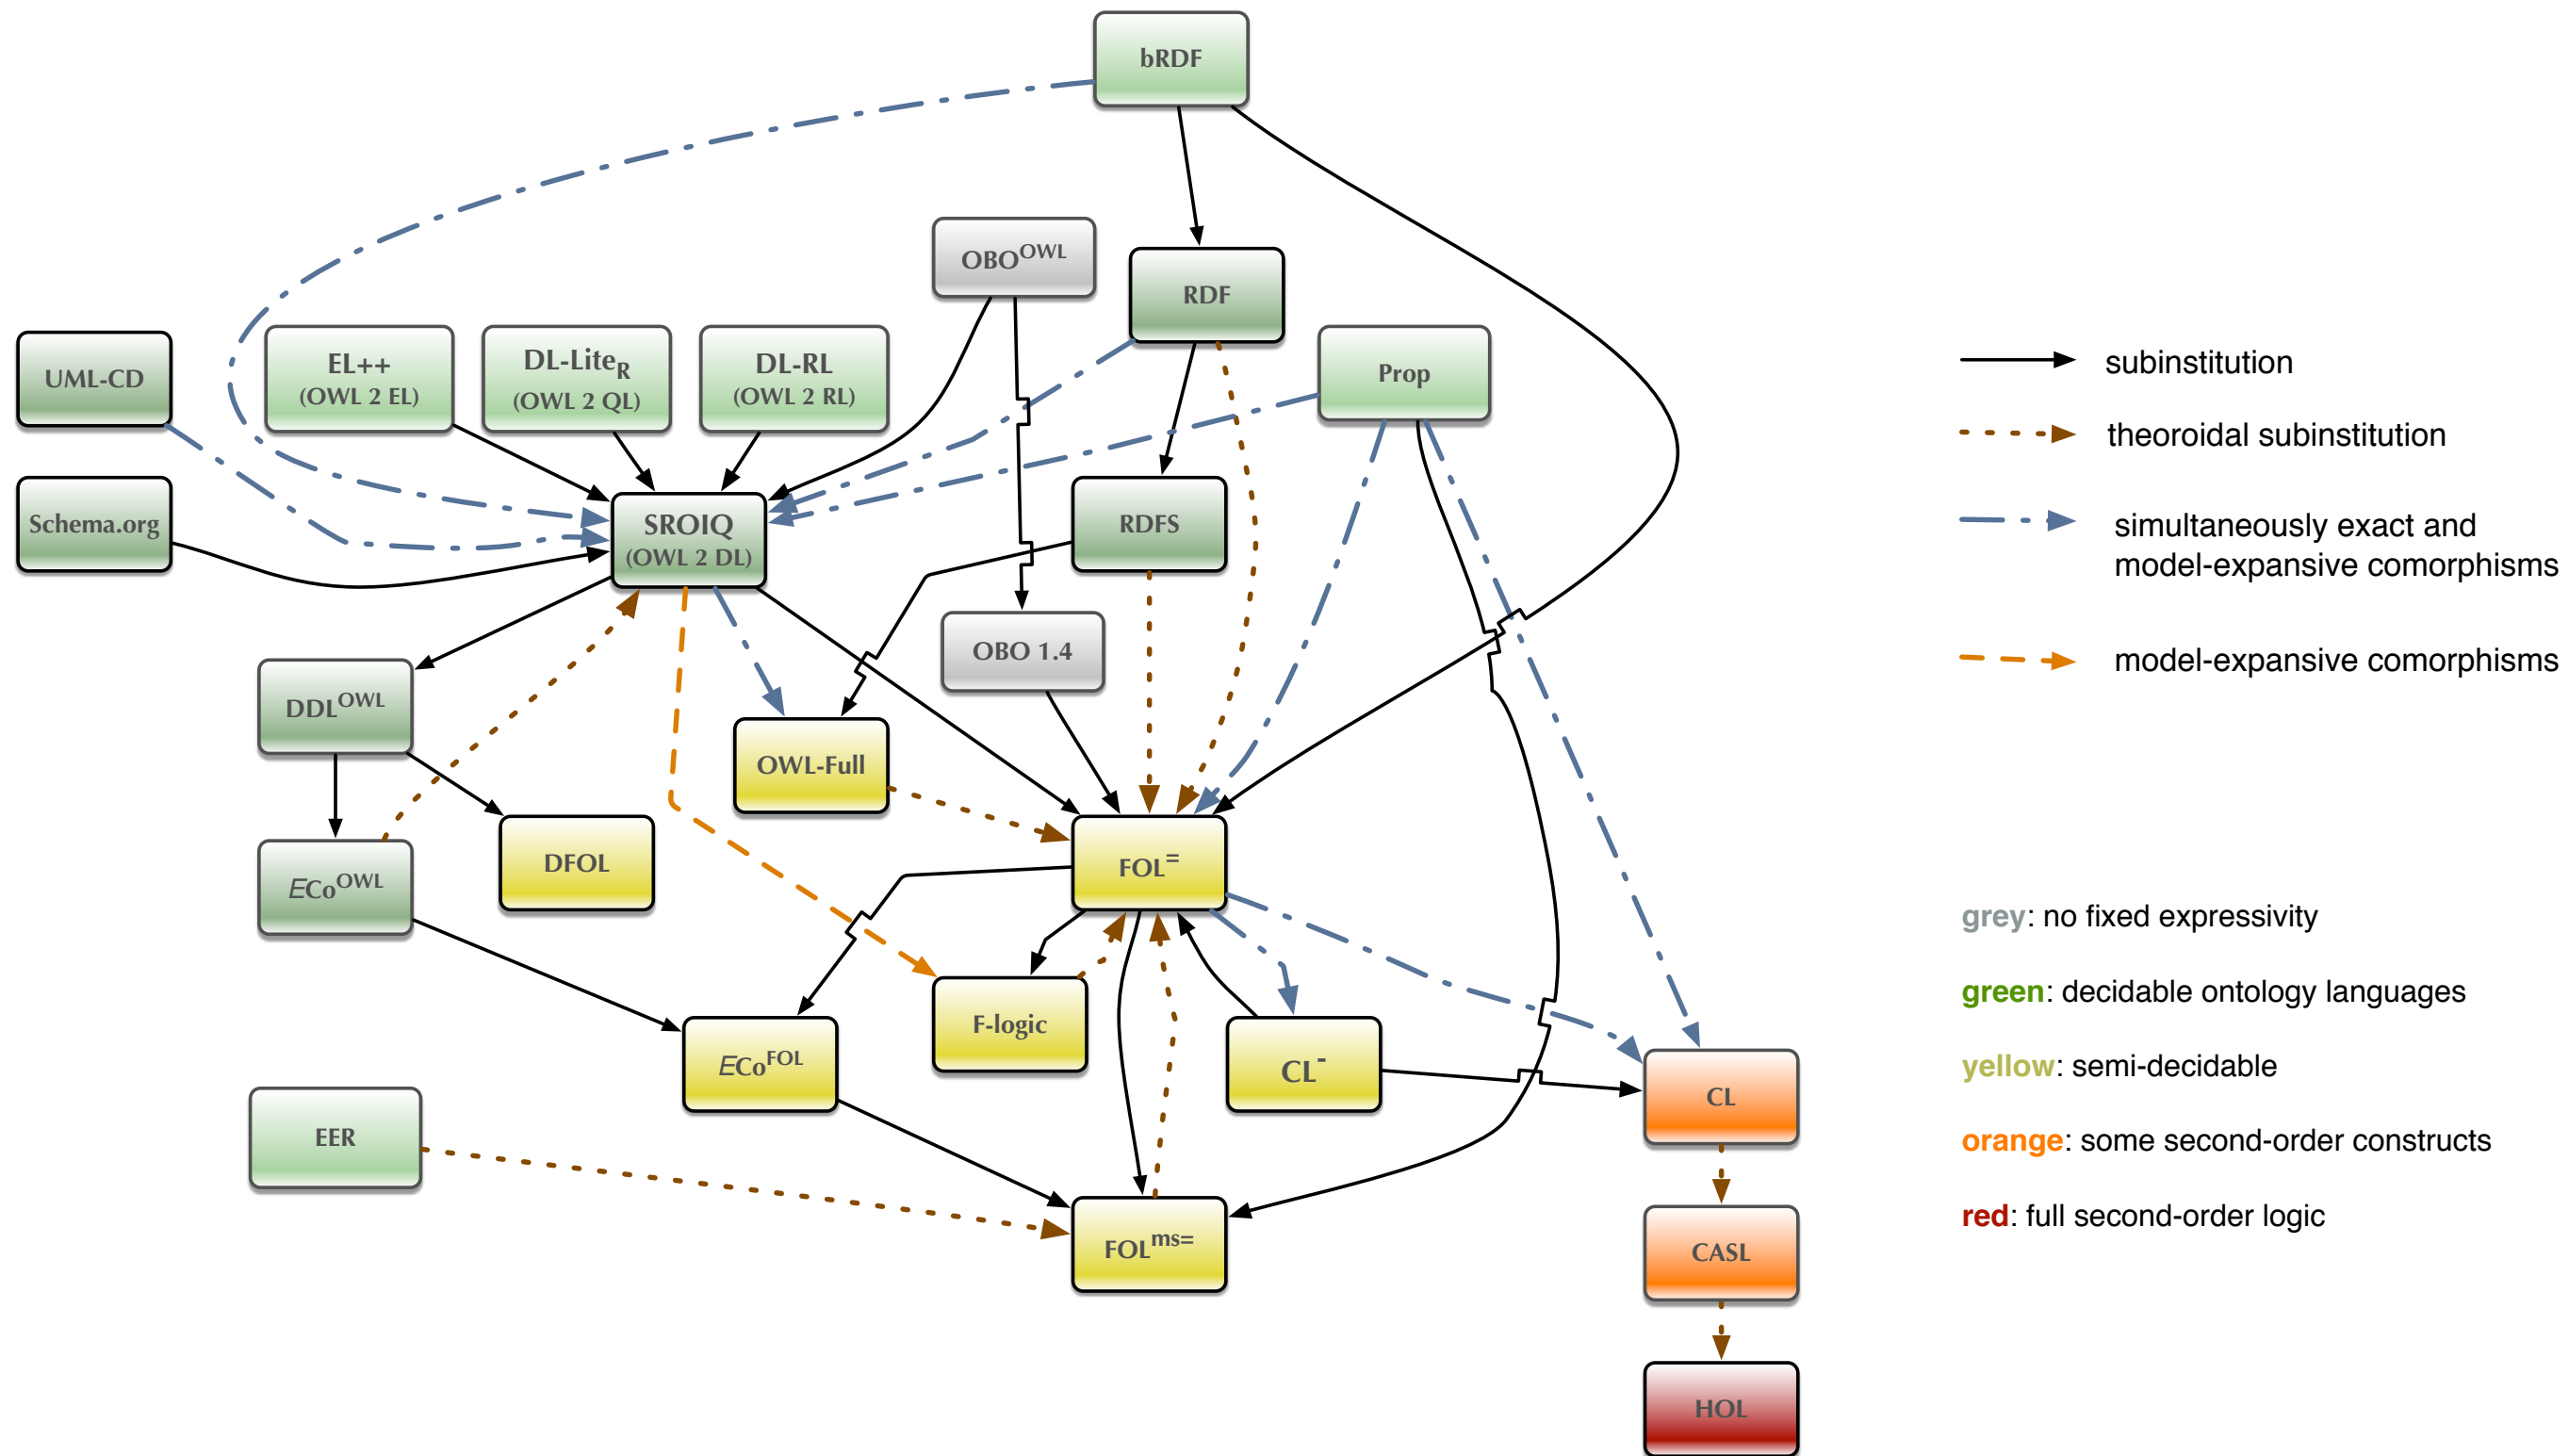 bRDF
OBO^OWL
RDF
UML-CD
EL++
(OWL 2 EL)
DL-Lite_R
(OWL 2 QL)
DL-RL
(OWL 2 RL)
Prop
subinstitution
theoroidal subinstitution
Schema.org
SROIQ
(OWL 2 DL)
RDFS
simultaneously exact and
model-expansive comorphisms
OBO 1.4
model-expansive comorphisms
DDL^OWL
OWL-Full
ECo^OWL
DFOL
FOL^=
grey: no fixed expressivity
green: decidable ontology languages
F-logic
ECo^FOL
CL^-
yellow: semi-decidable
CL
EER
orange: some second-order constructs
FOL^ms=
CASL
red: full second-order logic
HOL